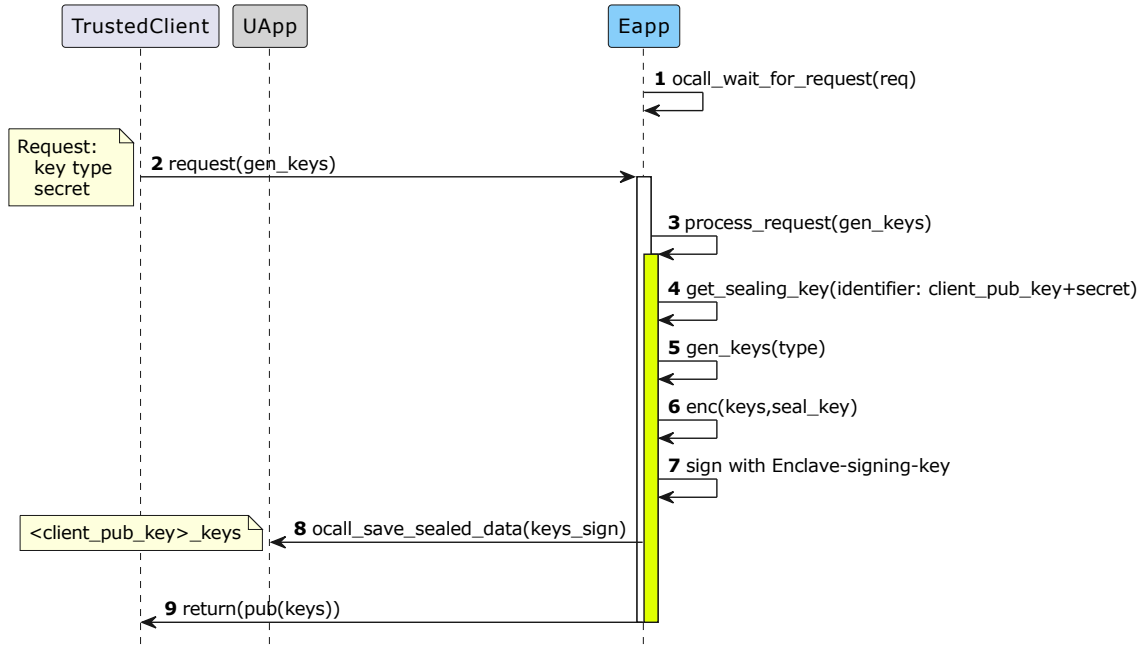 TrustedClient
UApp
Eapp
1 ocall_wait_for_request(req)
Request:
key type
secret
2 request(gen_keys)
3 process_request(gen_keys)
4 get_sealing_key(identifier: client_pub_key+secret)
5 gen_keys(type)
6 enc(keys,seal_key)
7 sign with Enclave-signing-key
<client_pub_key>_keys
8 ocall_save_sealed_data(keys_sign)
9 return(pub(keys))